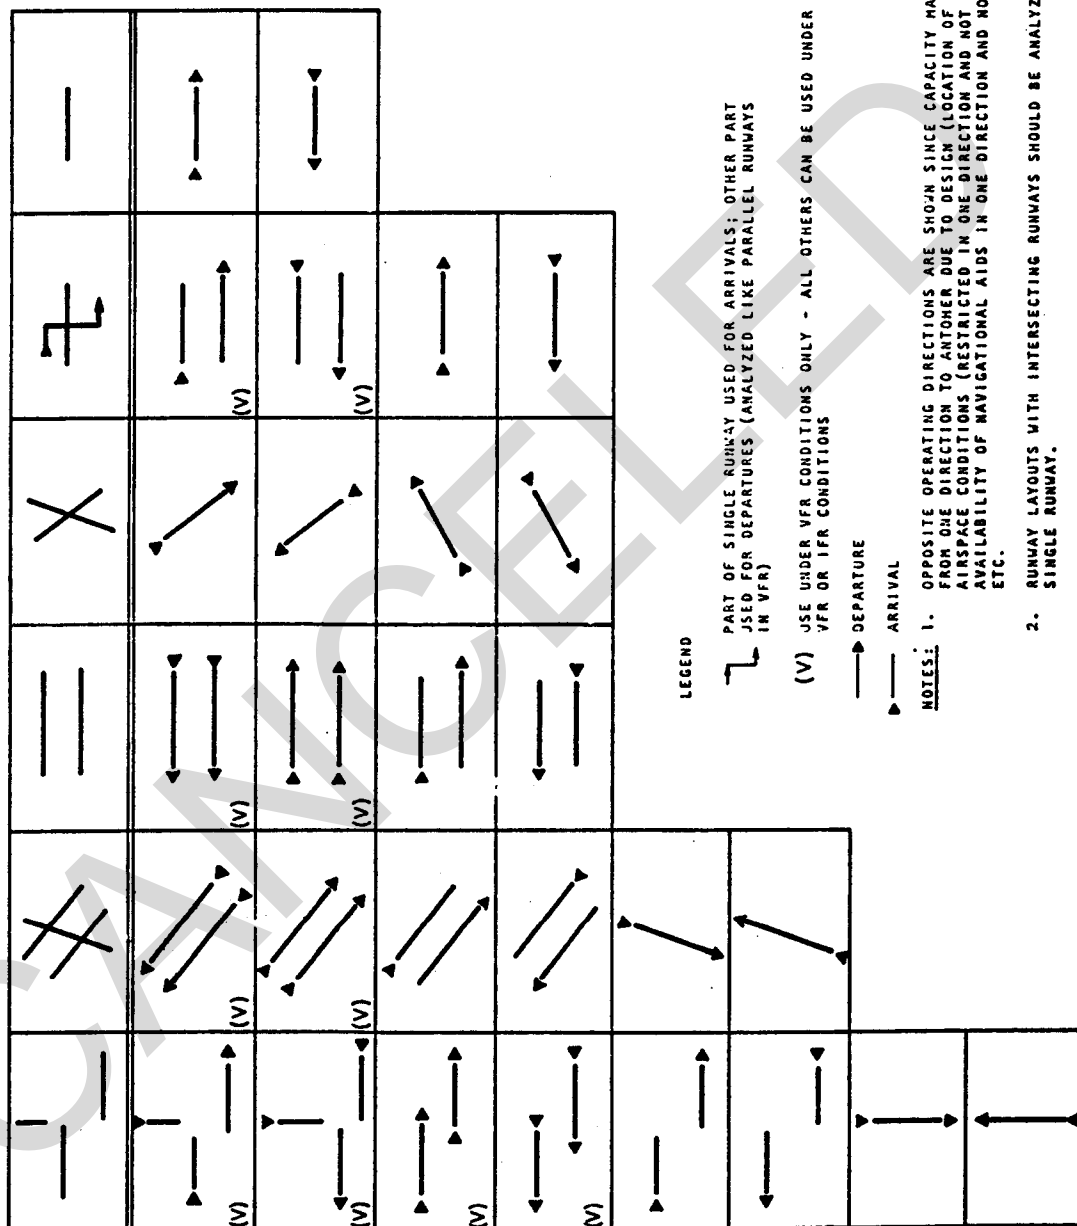 CANCELED
(V)
(V)
(V)
(V)
(V)
(V)
(V)
(V)
(V)
(V)
LEGEND
PART OF SINGLE RUNWAY USED FOR ARRIVALS; OTHER PART
USED FOR DEPARTURES (ANALYZED LIKE PARALLEL RUNWAYS
IN VFR)
(V) USE UNDER VFR CONDITIONS ONLY - ALL OTHERS CAN BE USED UNDER
VFR OR IFR CONDITIONS
DEPARTURE
ARRIVAL
NOTES: 1. OPPOSITE OPERATING DIRECTIONS ARE SHOWN SINCE CAPACITY
FROM ONE DIRECTION TO ANTOHER DUE TO DESIGN (LOCATION OF
AIRSPACE CONDITIONS (RESTRICTED IN ONE DIRECTION AND NOT
AVAILABILITY OF NAVIGATIONAL AIDS IN ONE DIRECTION AND
ETC.
2. RUNWAY LAYOUTS WITH INTERSECTING RUNWAYS SHOULD BE
SINGLE RUNWAY.